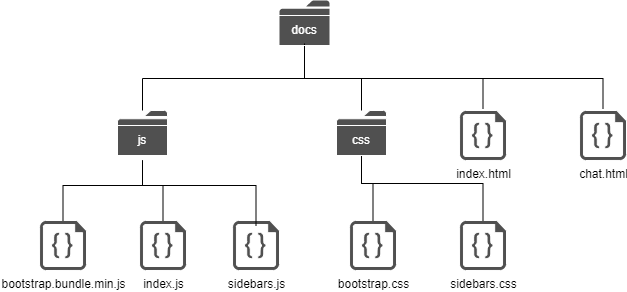 docs
js
css
{ }
index.html
{ }
chat.html
{ }
bootstrap.bundle.min.js
{ }
index.js
{ }
sidebars.js
{ }
bootstrap.css
{ }
sidebars.css